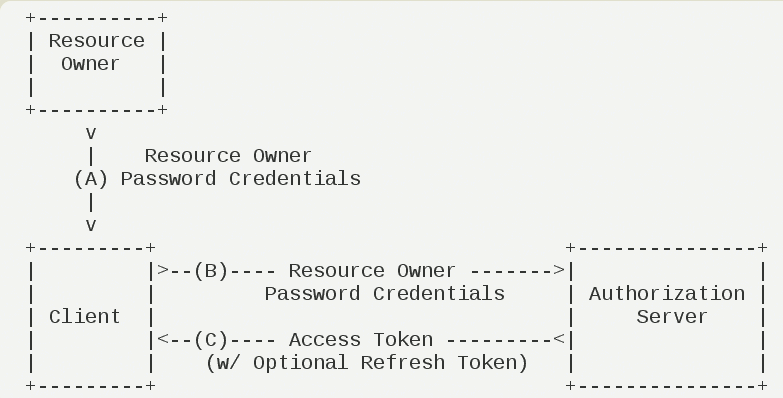 +----------+
| Resource |
|  Owner   |
|          |
+----------+
     v
     |    Resource Owner
    (A) Password Credentials
     |
     v
+---------+                                  +---------------+
|         |>--(B)---- Resource Owner ------->|               |
|         |         Password Credentials     | Authorization |
| Client  |                                  |     Server    |
|         |<--(C)---- Access Token ---------<|               |
|         |    (w/ Optional Refresh Token)   |               |
+---------+                                  +---------------+